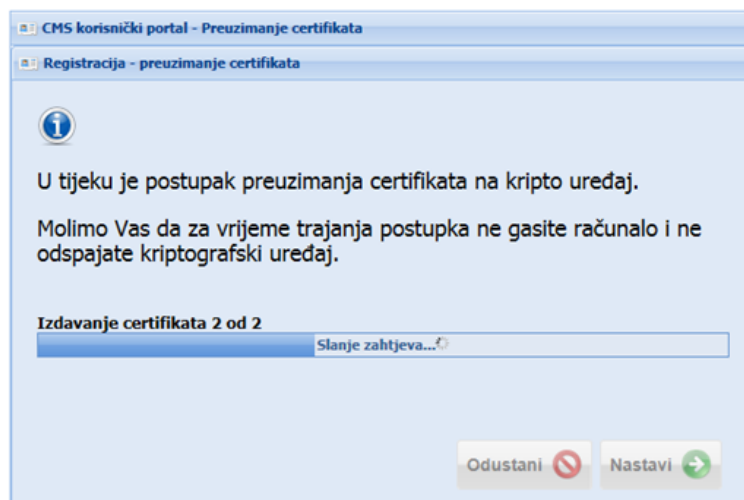 CMS korisnički portal - Preuzimanje certifikata
Registracija - preuzimanje certifikata
U tijeku je postupak preuzimanja certifikata na kripto uređaj.
Molimo Vas da za vrijeme trajanja postupka ne gasite računalo i ne
odspajate kriptografski uređaj.
Izdavanje certifikata 2 od 2
Slanje zahtjeva...
Odustani
Nastavi